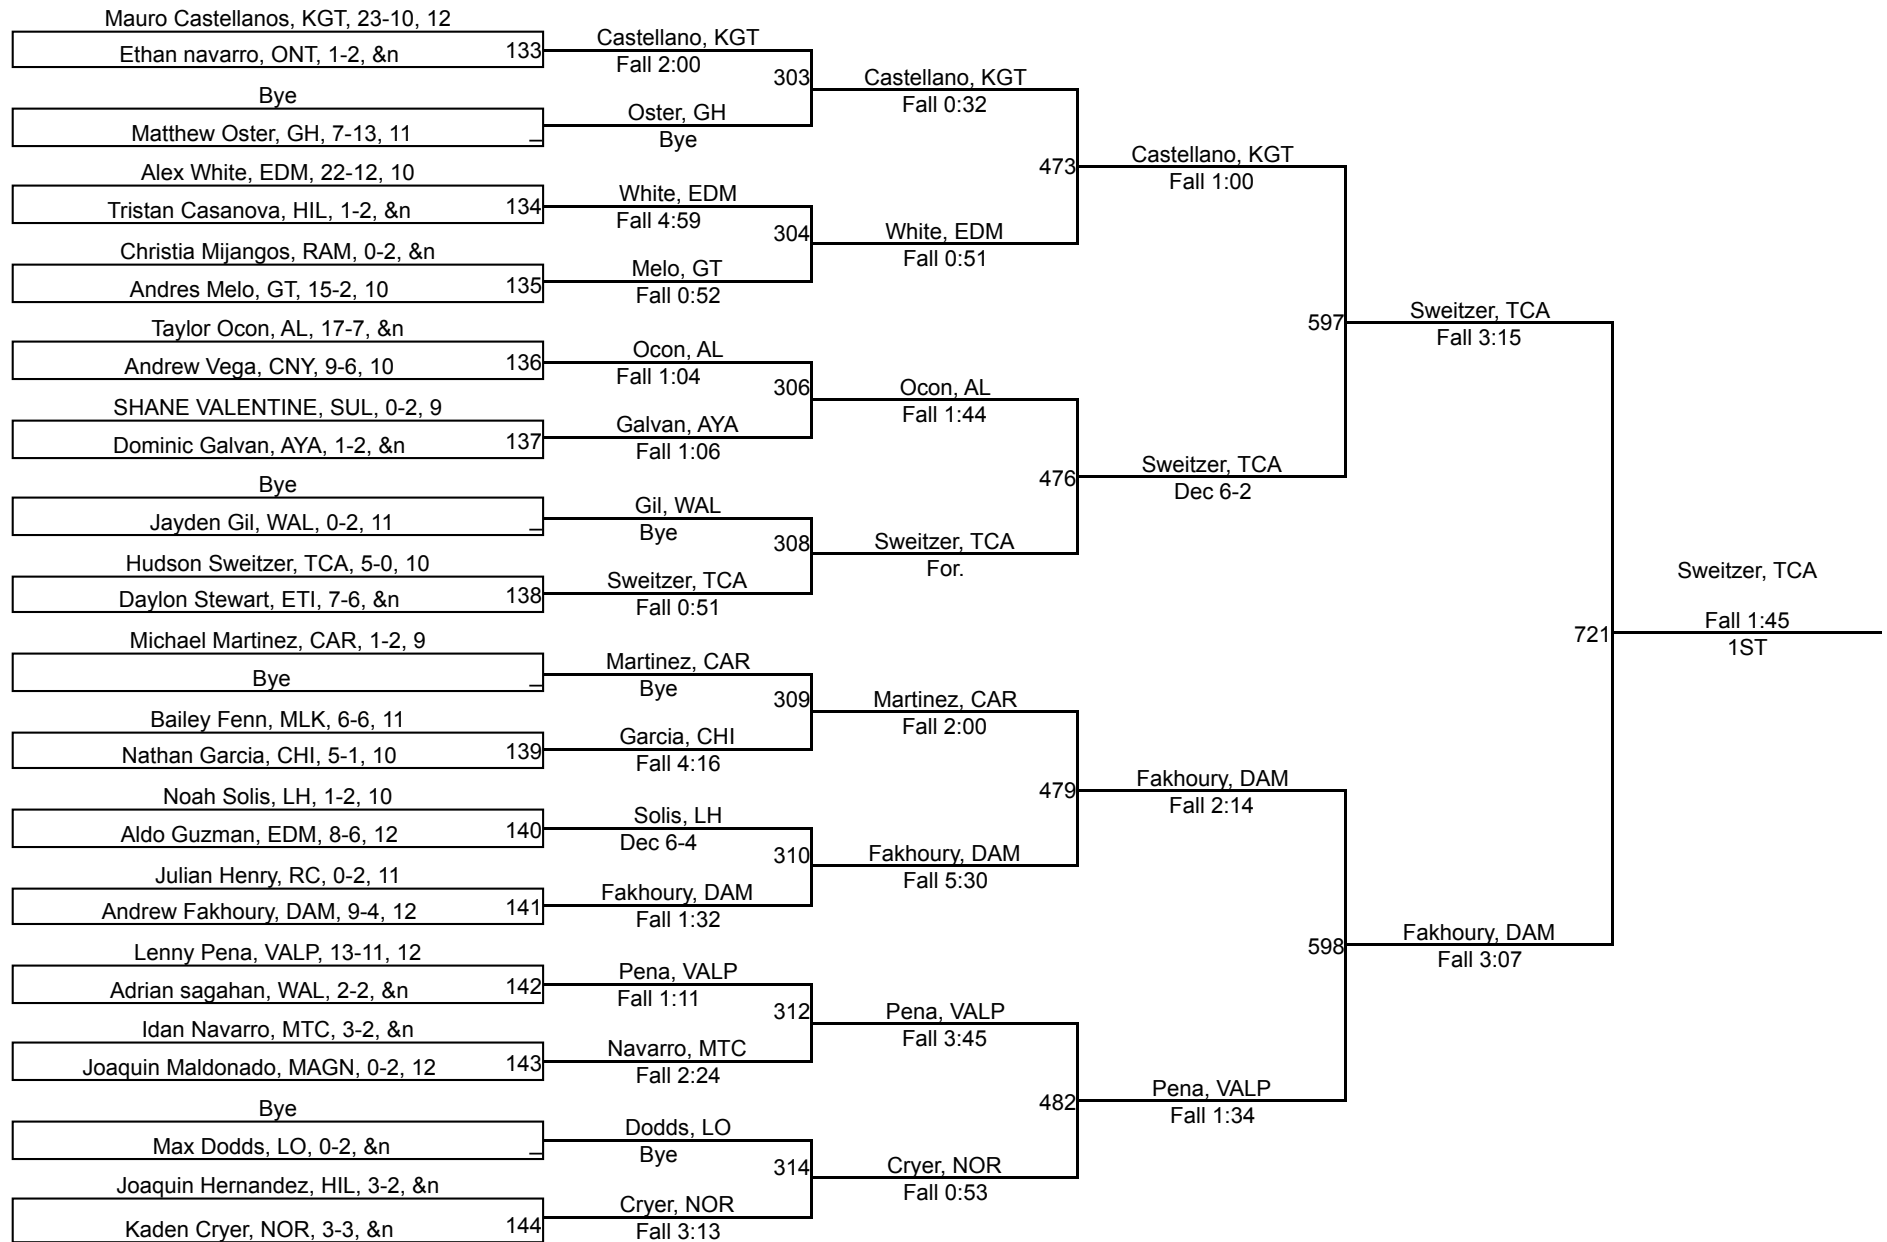 Mauro Castellanos, KGT, 23-10, 12
Ethan navarro, ONT, 1-2, &n
133
Bye
Matthew Oster, GH, 7-13, 11
_
Alex White, EDM, 22-12, 10
Tristan Casanova, HIL, 1-2, &n
134
Christia Mijangos, RAM, 0-2, &n
Andres Melo, GT, 15-2, 10
135
Taylor Ocon, AL, 17-7, &n
Andrew Vega, CNY, 9-6, 10
136
SHANE VALENTINE, SUL, 0-2, 9
Dominic Galvan, AYA, 1-2, &n
137
Bye
Jayden Gil, WAL, 0-2, 11
_
Hudson Sweitzer, TCA, 5-0, 10
Daylon Stewart, ETI, 7-6, &n
138
Michael Martinez, CAR, 1-2, 9
Bye
_
Bailey Fenn, MLK, 6-6, 11
Nathan Garcia, CHI, 5-1, 10
139
Noah Solis, LH, 1-2, 10
Aldo Guzman, EDM, 8-6, 12
140
Julian Henry, RC, 0-2, 11
Andrew Fakhoury, DAM, 9-4, 12
141
Lenny Pena, VALP, 13-11, 12
Adrian sagahan, WAL, 2-2, &n
142
Idan Navarro, MTC, 3-2, &n
Joaquin Maldonado, MAGN, 0-2, 12
143
Bye
Max Dodds, LO, 0-2, &n
_
Joaquin Hernandez, HIL, 3-2, &n
Kaden Cryer, NOR, 3-3, &n
144
Castellano, KGT
Fall 2:00
303
Oster, GH
Bye
White, EDM
Fall 4:59
304
Melo, GT
Fall 0:52
Ocon, AL
Fall 1:04
306
Galvan, AYA
Fall 1:06
Gil, WAL
Bye
308
Sweitzer, TCA
Fall 0:51
Martinez, CAR
Bye
309
Garcia, CHI
Fall 4:16
Solis, LH
Dec 6-4
310
Fakhoury, DAM
Fall 1:32
Pena, VALP
Fall 1:11
312
Navarro, MTC
Fall 2:24
Dodds, LO
Bye
314
Cryer, NOR
Fall 3:13
Castellano, KGT
Fall 0:32
473
White, EDM
Fall 0:51
Ocon, AL
Fall 1:44
476
Sweitzer, TCA
For.
Martinez, CAR
Fall 2:00
479
Fakhoury, DAM
Fall 5:30
Pena, VALP
Fall 3:45
482
Cryer, NOR
Fall 0:53
Castellano, KGT
Fall 1:00
597
Sweitzer, TCA
Dec 6-2
Fakhoury, DAM
Fall 2:14
598
Pena, VALP
Fall 1:34
Sweitzer, TCA
Fall 3:15
721
Fakhoury, DAM
Fall 3:07
Sweitzer, TCA
Fall 1:45
1ST